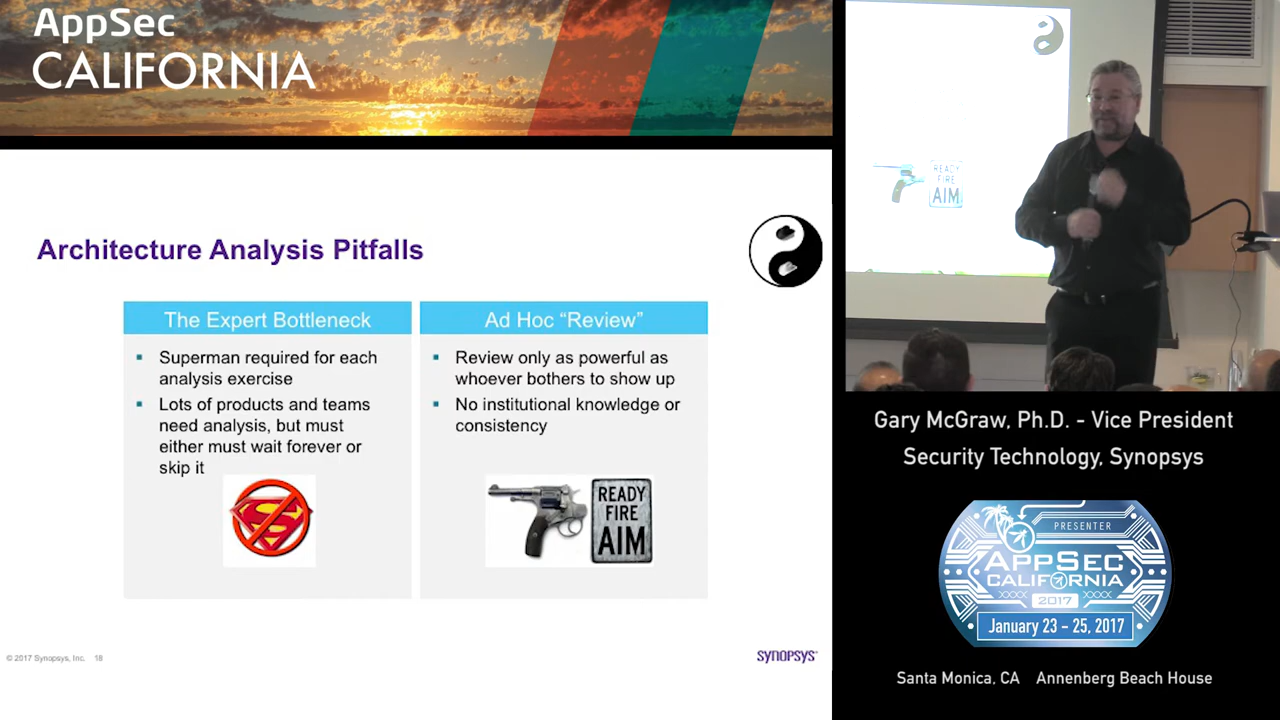 AppSec
CALIFORNIA
Architecture Analysis Pitfalls
The Expert Bottleneck
Superman required for each
analysis exercise
Lots of products and teams
need analysis, but must
either must wait forever or
skip it
Ad Hoc “Review”
Review only as powerful as
whoever bothers to show up
No institutional knowledge or
consistency
READY
FIRE
AIM
© 2017 Synopsys, Inc. 18
SYNOPSYS®
READY
FIRE
AIM
Gary McGraw, Ph.D. - Vice President
Security Technology, Synopsys
PRESENTER
APPSEC
CALIFORNIA
2017
January 23 – 25, 2017
Santa Monica, CA Annenberg Beach House